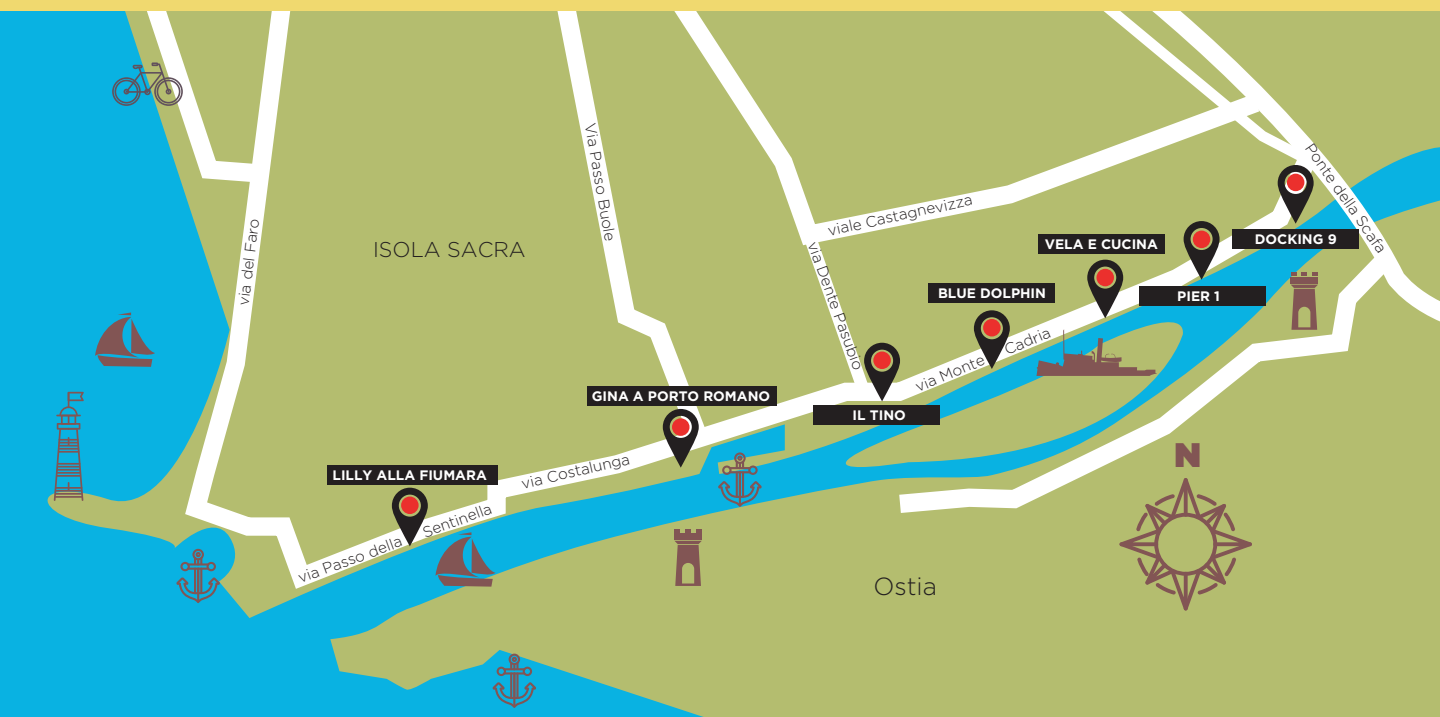 Ponte della Scafa
Via Passo Buole
viale Castagnevizza
via del Faro
ISOLA SACRA
via Dente Pasubio
DOCKING 9
VELA E CUCINA
PIER 1
BLUE DOLPHIN
via Monte Cadria
GINA A PORTO ROMANO
IL TINO
via Costalunga
LILLY ALLA FIUMARA
via Passo della Sentinella
N
Ostia